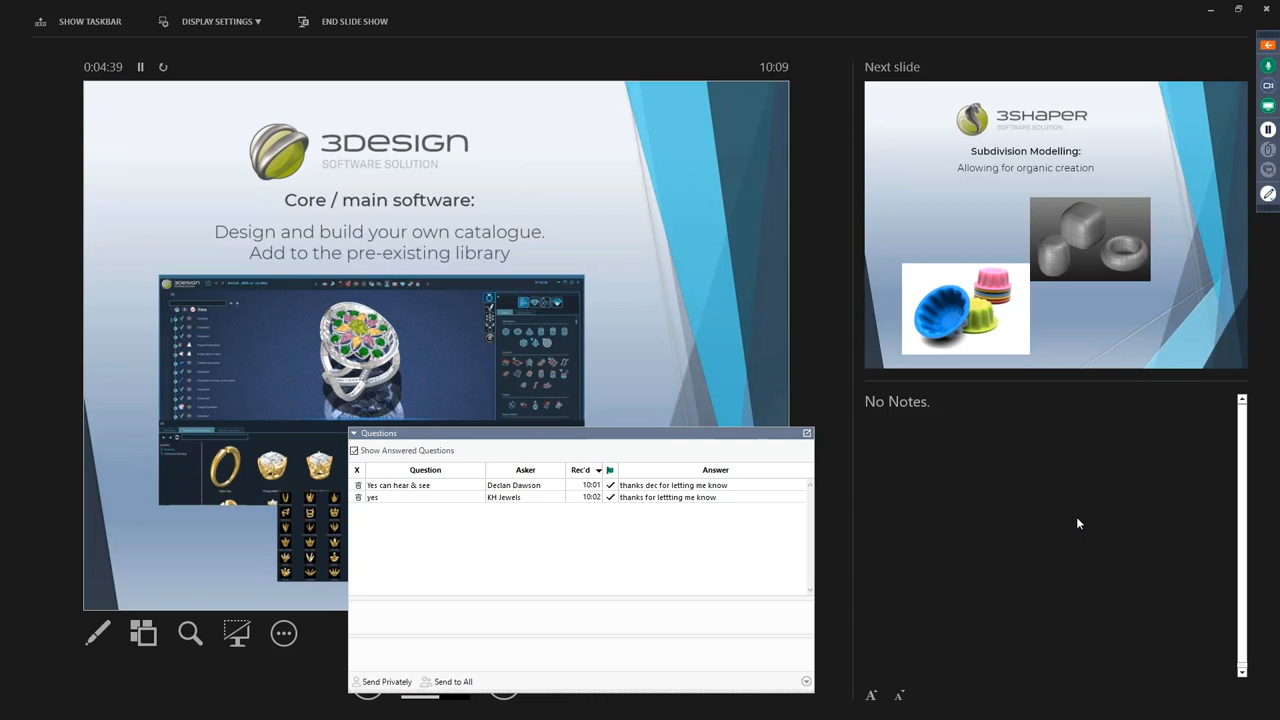 SHOW TASKBAR
DISPLAY SETTINGS ▼
END SLIDE SHOW
0:04:39
10:09
3DESIGN
SOFTWARE SOLUTION
Core / main software:
Design and build your own catalogue.
Add to the pre-existing library
3DESIGN
Next slide
3SHAPER
SOFTWARE SOLUTION
Subdivision Modelling:
Allowing for organic creation
No Notes.
Questions
Show Answered Questions
X Question Asker Rec'd Answer
Yes can hear & see Declan Dawson 10:01 thanks dec for letting me know
yes KH Jewels 10:02 thanks for lettting me know
Send Privately Send to All